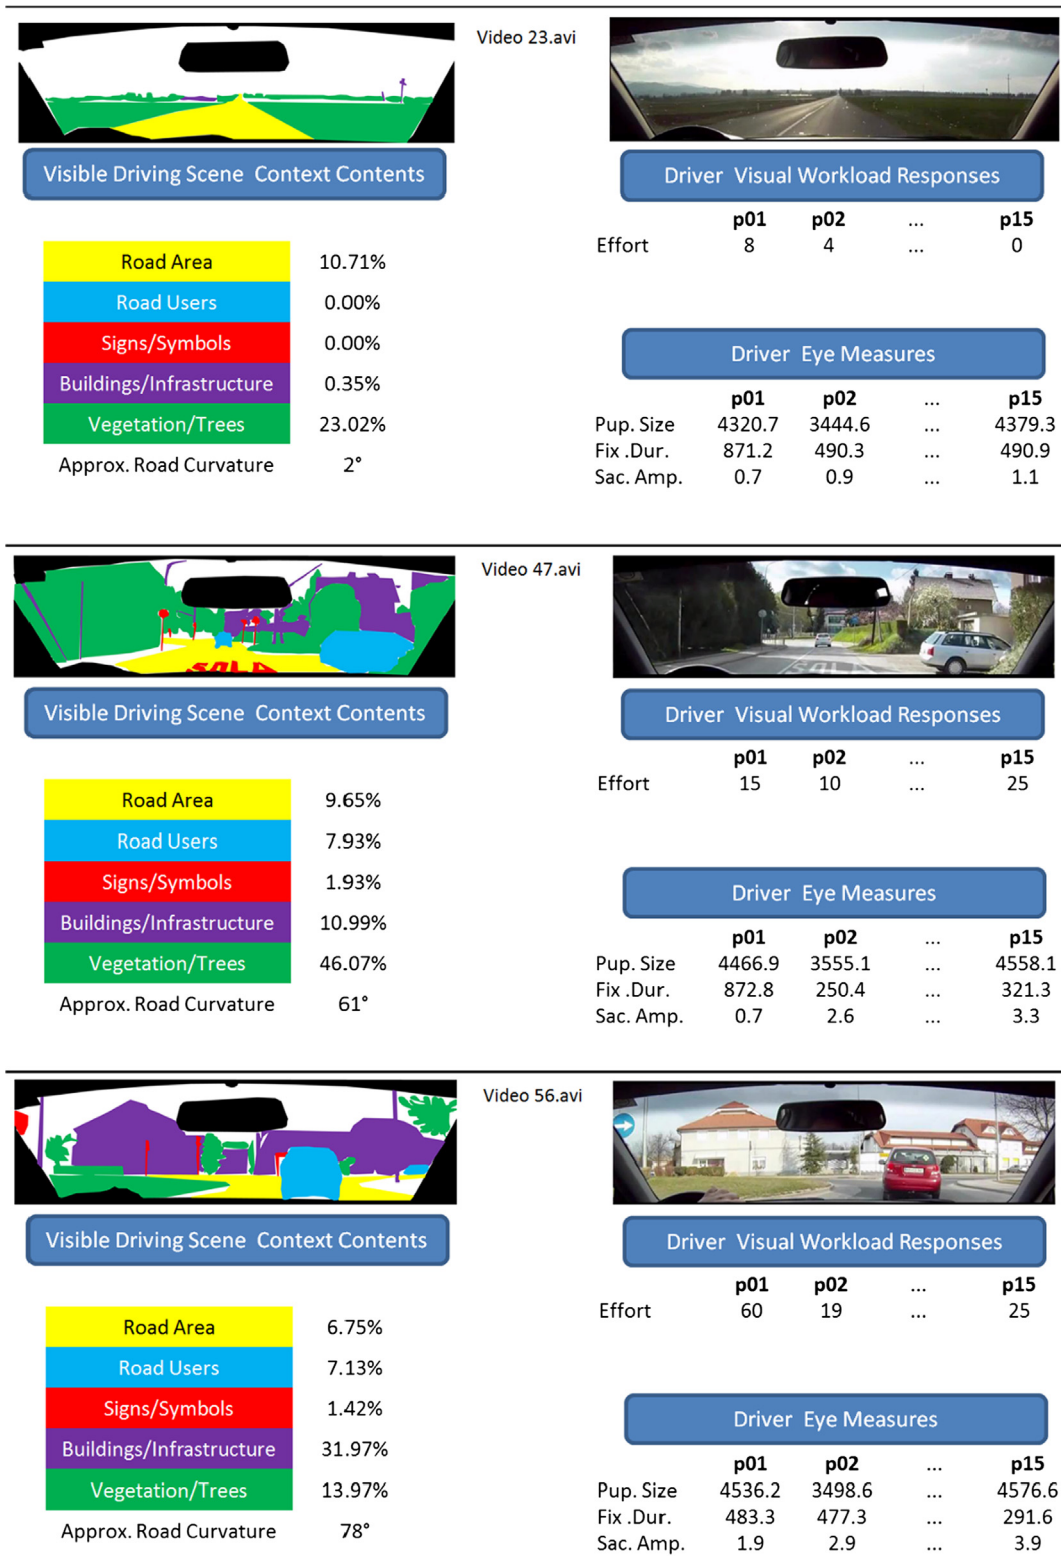 Video 23.avi
Visible Driving Scene Context Contents
Driver Visual Workload Responses
p01 p02 ... p15
Effort 8 4 ... 0
Road Area 10.71%
Road Users 0.00%
Signs/Symbols 0.00%
Buildings/Infrastructure 0.35%
Vegetation/Trees 23.02%
Approx. Road Curvature 2°
Driver Eye Measures
p01 p02 ... p15
Pup. Size 4320.7 3444.6 ... 4379.3
Fix .Dur. 871.2 490.3 ... 490.9
Sac. Amp. 0.7 0.9 ... 1.1
Video 47.avi
SOLA
Visible Driving Scene Context Contents
Driver Visual Workload Responses
p01 p02 ... p15
Effort 15 10 ... 25
Road Area 9.65%
Road Users 7.93%
Signs/Symbols 1.93%
Buildings/Infrastructure 10.99%
Vegetation/Trees 46.07%
Approx. Road Curvature 61°
Driver Eye Measures
p01 p02 ... p15
Pup. Size 4466.9 3555.1 ... 4558.1
Fix .Dur. 872.8 250.4 ... 321.3
Sac. Amp. 0.7 2.6 ... 3.3
Video 56.avi
Visible Driving Scene Context Contents
Driver Visual Workload Responses
p01 p02 ... p15
Effort 60 19 ... 25
Road Area 6.75%
Road Users 7.13%
Signs/Symbols 1.42%
Buildings/Infrastructure 31.97%
Vegetation/Trees 13.97%
Approx. Road Curvature 78°
Driver Eye Measures
p01 p02 ... p15
Pup. Size 4536.2 3498.6 ... 4576.6
Fix .Dur. 483.3 477.3 ... 291.6
Sac. Amp. 1.9 2.9 ... 3.9